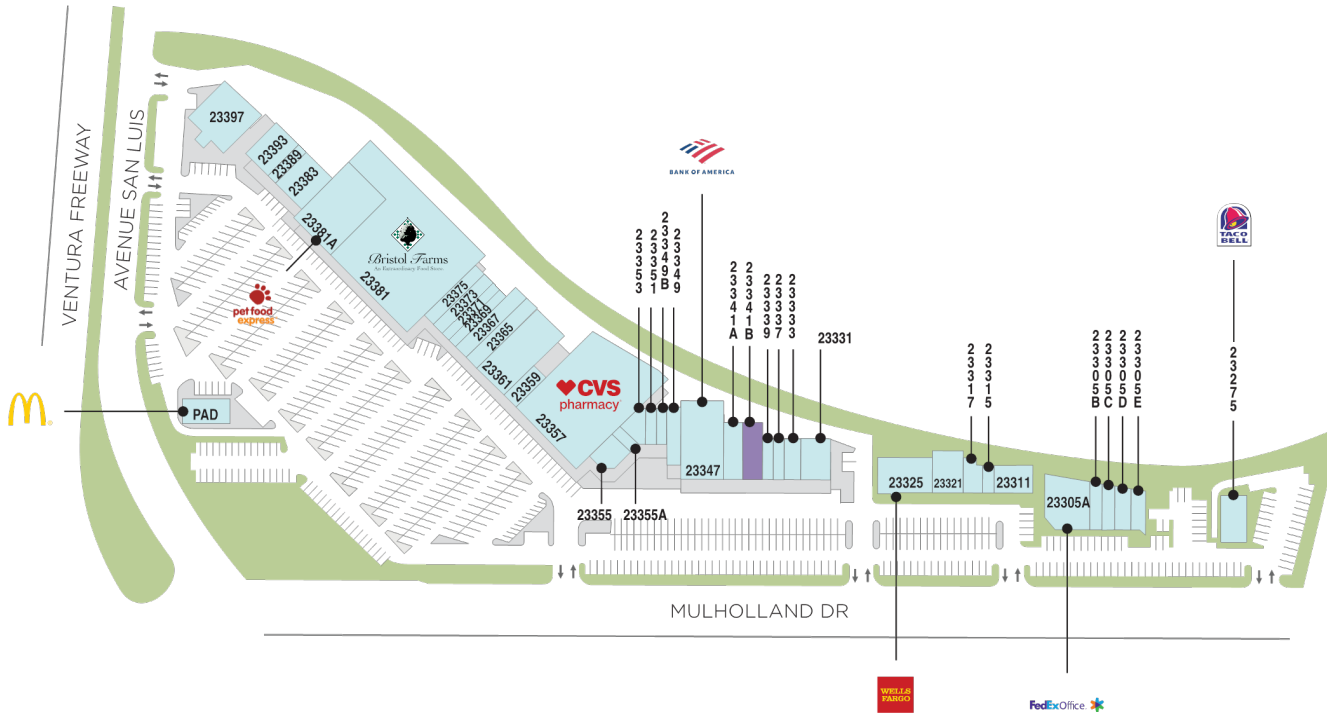 VENTURA FREEWAY
AVENUE SAN LUIS
23397
23393
23389
23383
23381A
pet food
express
Bristol Farms
An Extraordinary Food Store
23381
23375
23373
23371
23369
23367
23365
23361
23359
CVS
pharmacy
23357
PAD
23355
23355A
23353
23351
23349B
23349
BANK OF AMERICA
23347
23341A
23341B
23339
23337
23333
23331
23325
23321
23317
23315
23311
23305A
23305B
23305C
23305D
23305E
TACO
BELL
23275
MULHOLLAND DR
WELLS
FARGO
FedEx Office